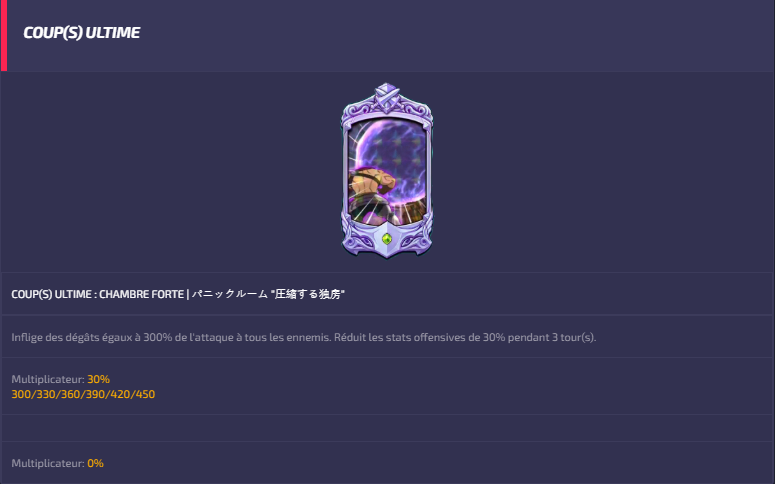 COUP(S) ULTIME
COUP(S) ULTIME : CHAMBRE FORTE | パニックルーム "圧縮する独房"
Inflige des dégâts égaux à 300% de l'attaque à tous les ennemis. Réduit les stats offensives de 30% pendant 3 tour(s).
Multiplicateur: 30%
300/330/360/390/420/450
Multiplicateur: 0%